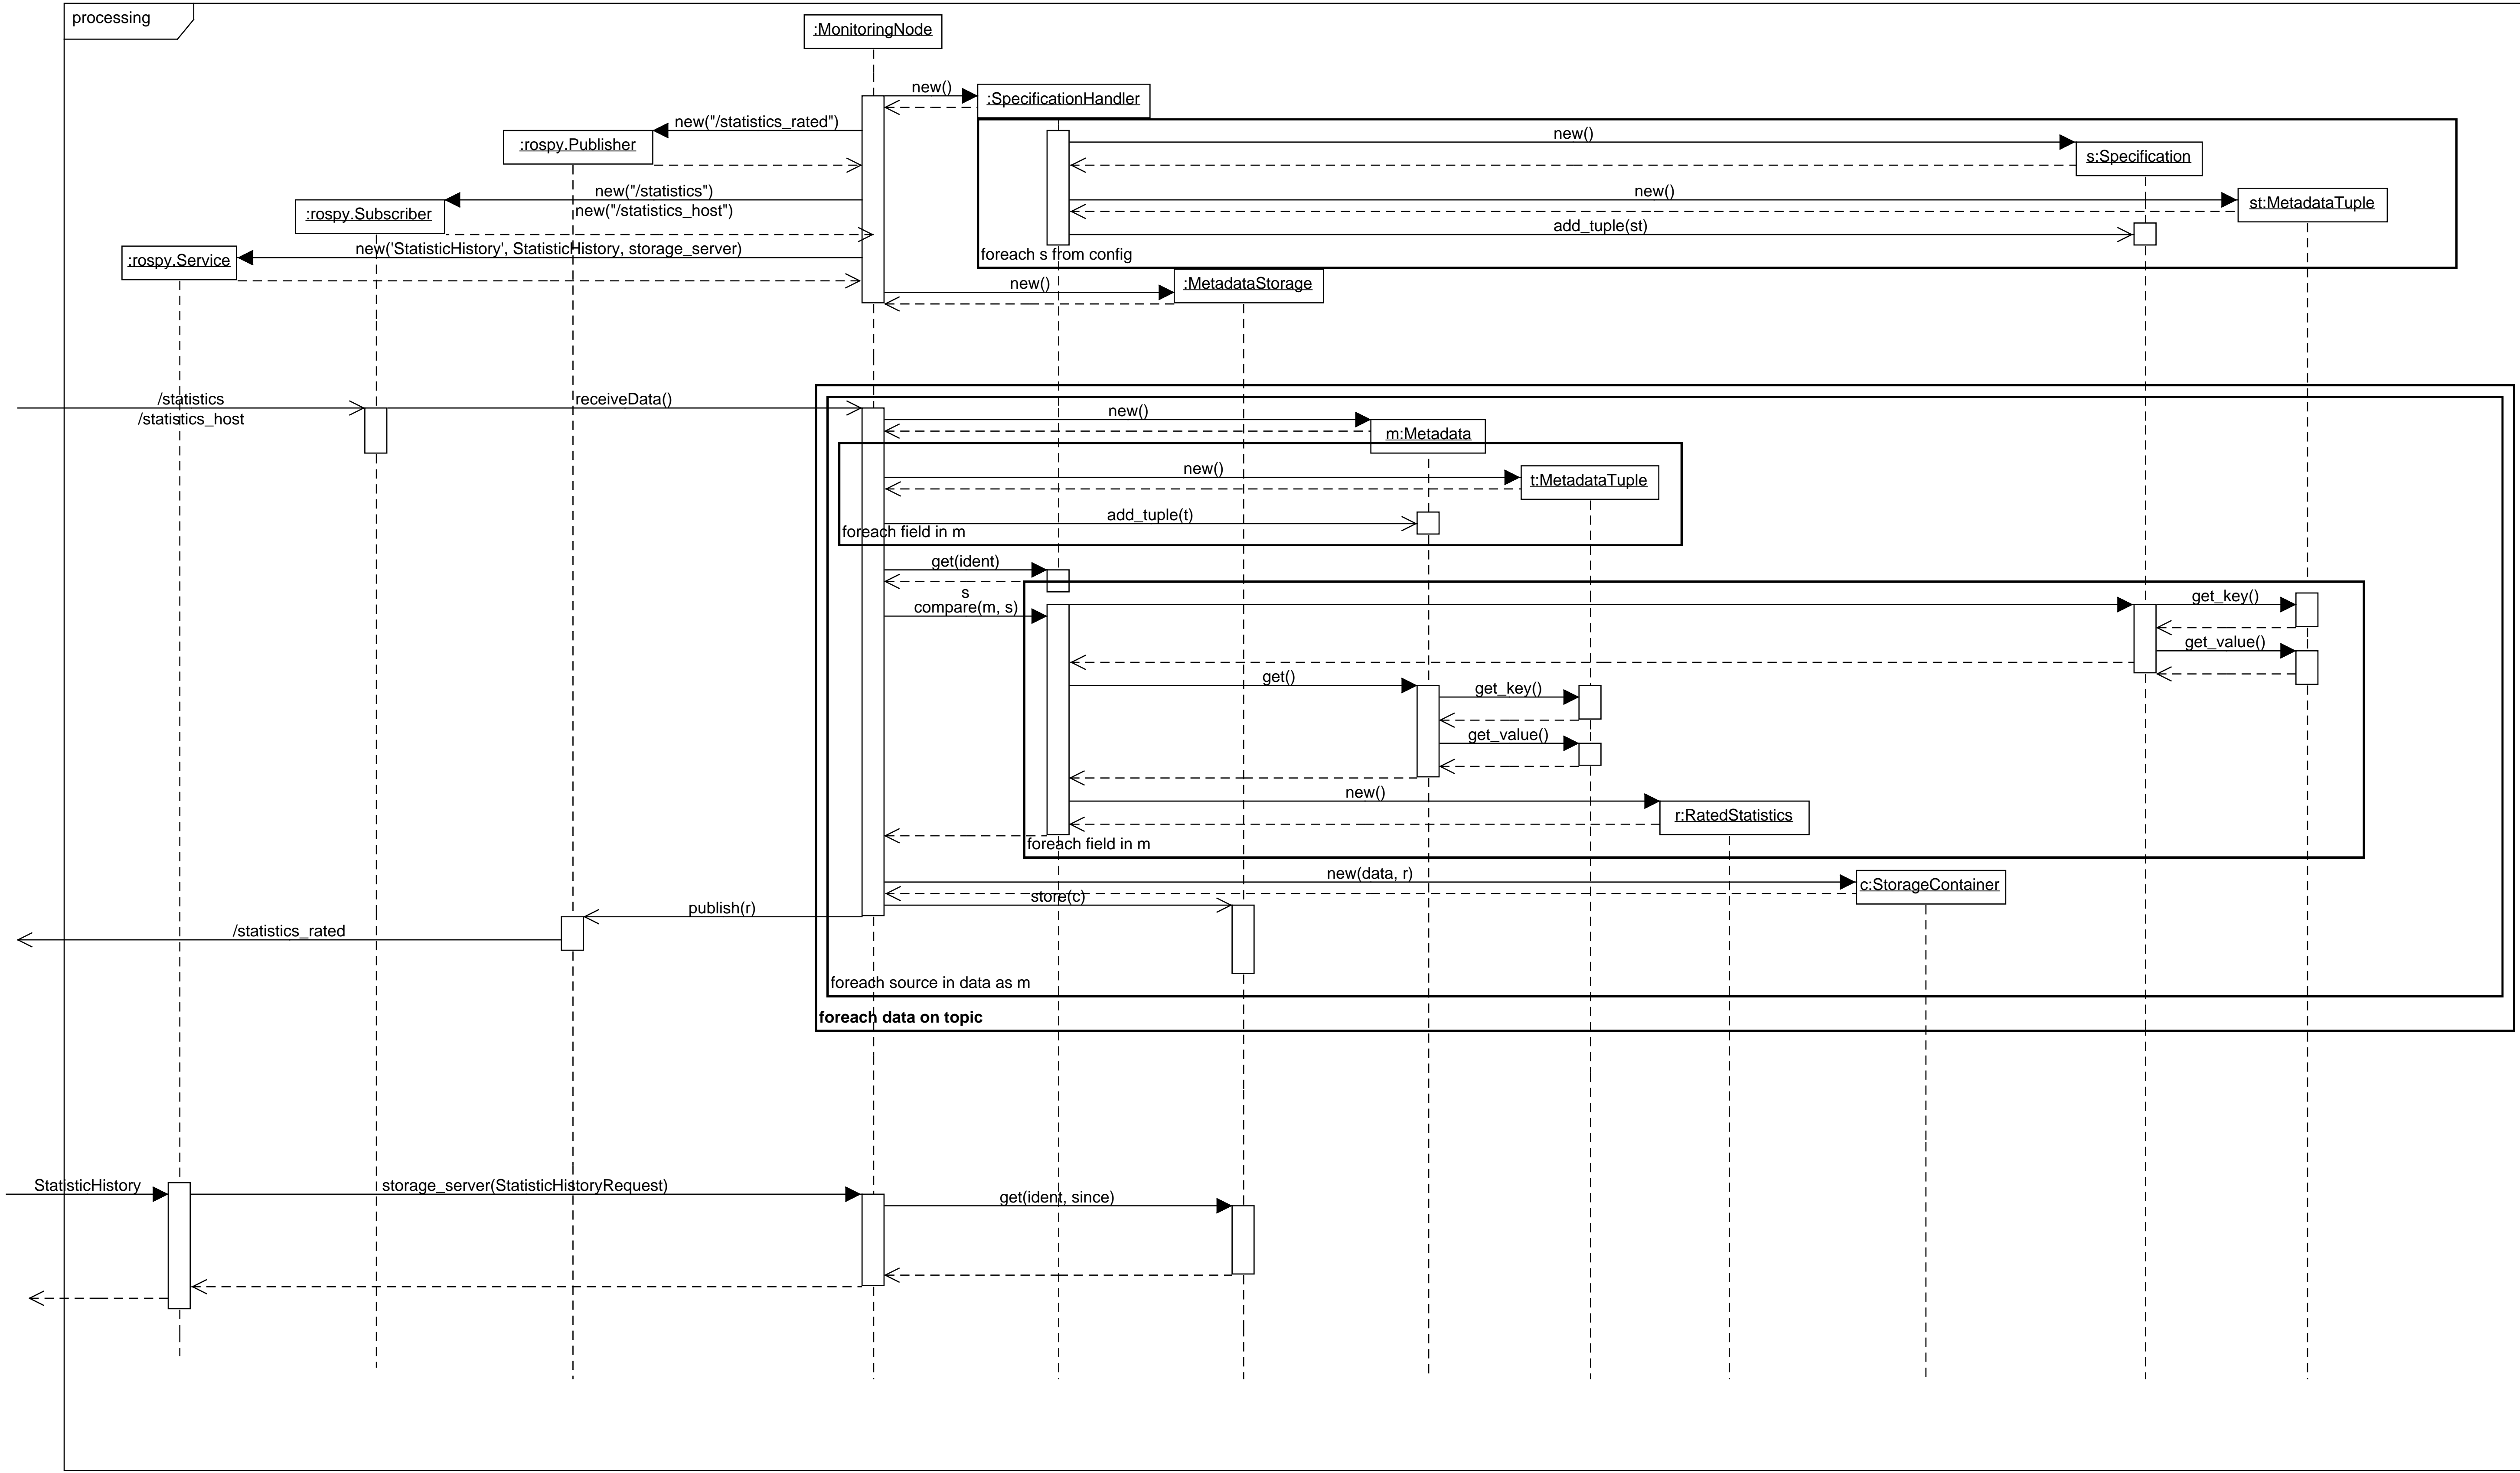 processing
:MonitoringNode
new()
:SpecificationHandler
new("/statistics_rated")
:rospy.Publisher
new()
s:Specification
new("/statistics")
new("/statistics_host")
:rospy.Subscriber
new()
st:MetadataTuple
add_tuple(st)
new('StatisticHistory', StatisticHistory, storage_server)
:rospy.Service
foreach s from config
new()
:MetadataStorage
/statistics
/statistics_host
receiveData()
new()
m:Metadata
new()
t:MetadataTuple
add_tuple(t)
foreach field in m
get(ident)
s
compare(m, s)
get_key()
get_value()
get()
get_key()
get_value()
new()
r:RatedStatistics
foreach field in m
new(data, r)
c:StorageContainer
store(c)
publish(r)
/statistics_rated
foreach source in data as m
foreach data on topic
StatisticHistory
storage_server(StatisticHistoryRequest)
get(ident, since)